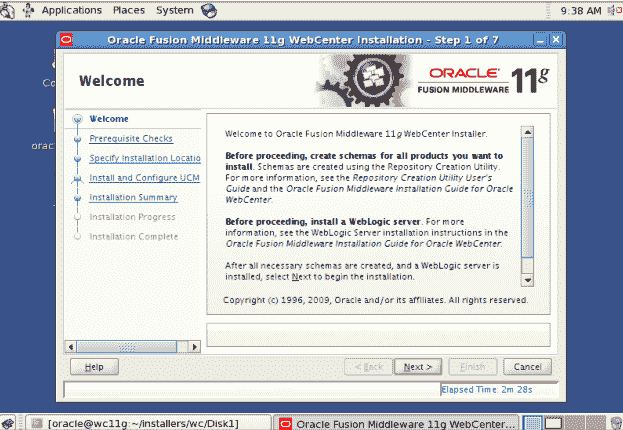 Applications Places System
9:38 AM
Oracle Fusion Middleware 11g WebCenter Installation - Step 1 of 7
Welcome
ORACLE
FUSION MIDDLEWARE 11g
Welcome
Prerequisite Checks
Specify Installation Locatio
Install and Configure UCM
Installation Summary
Installation Progress
Installation Complete
Welcome to Oracle Fusion Middleware 11g WebCenter Installer.
Before proceeding, create schemas for all products you want to
install. Schemas are created using the Repository Creation Utility.
For more information, see the Repository Creation Utility User's
Guide and the Oracle Fusion Middleware Installation Guide for Oracle
WebCenter.
Before proceeding, install a WebLogic server. For more
information, see the WebLogic Server installation instructions in the
Oracle Fusion Middleware Installation Guide for Oracle WebCenter.
After all necessary schemas are created, and a WebLogic server is
installed, select Next to begin the installation.
Copyright (c) 1996, 2009, Oracle and/or its affiliates. All rights reserved.
Help
< Back
Next >
Finish
Cancel
Elapsed Time: 2m 28s
Co
orac
[oracle@wc11g:~/installers/wc/Disk1]
Oracle Fusion Middleware 11g WebCenter...